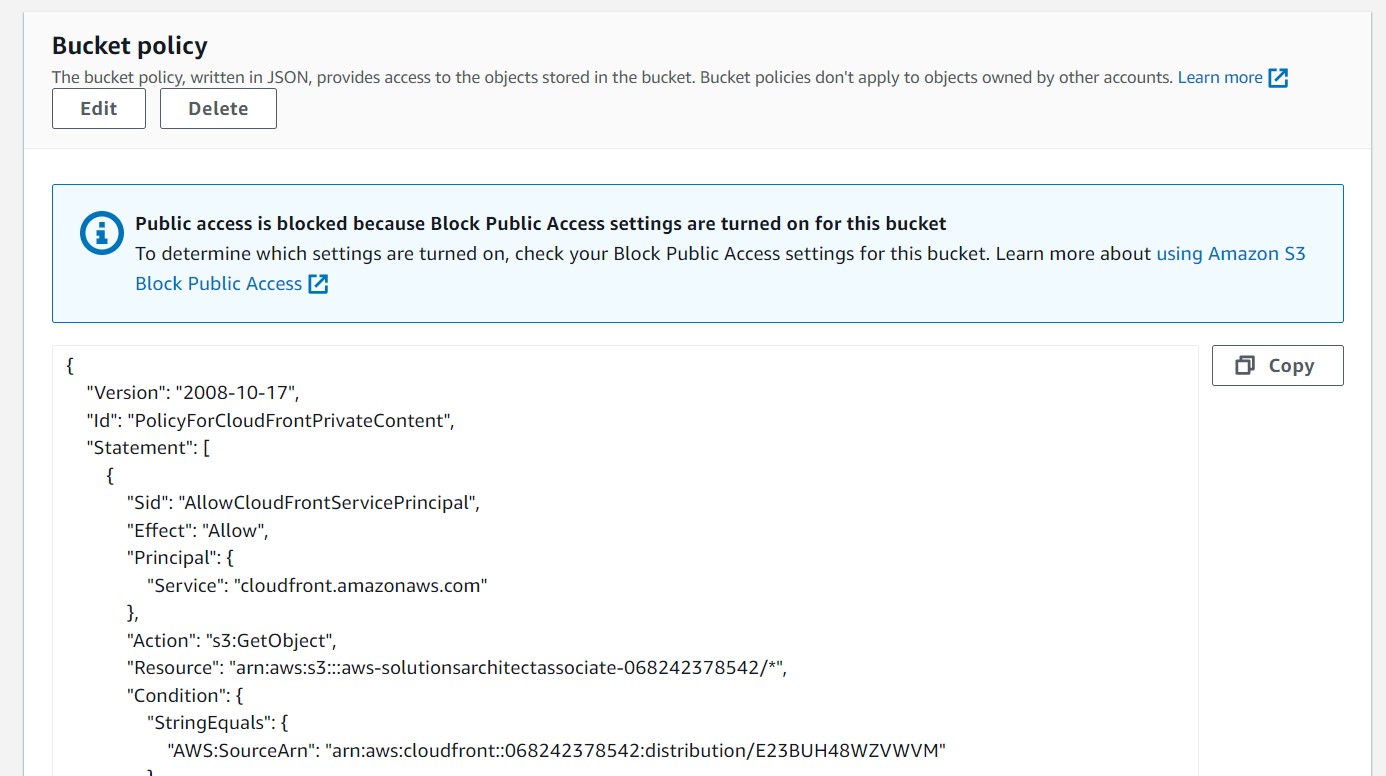 Bucket policy
The bucket policy, written in JSON, provides access to the objects stored in the bucket. Bucket policies don't apply to objects owned by other accounts. Learn more
Edit Delete
Public access is blocked because Block Public Access settings are turned on for this bucket
To determine which settings are turned on, check your Block Public Access settings for this bucket. Learn more about using Amazon S3
Block Public Access
{
Copy
"Version": "2008-10-17",
"Id": "PolicyForCloudFrontPrivateContent",
"Statement": [
{
"Sid": "AllowCloudFrontServicePrincipal",
"Effect": "Allow",
"Principal": {
"Service": "cloudfront.amazonaws.com"
},
"Action": "s3:GetObject",
"Resource": "arn:aws:s3:::aws-solutionsarchitectassociate-068242378542/*",
"Condition": {
"StringEquals": {
"AWS:SourceArn": "arn:aws:cloudfront::068242378542:distribution/E23BUH48WZVWVM"
}